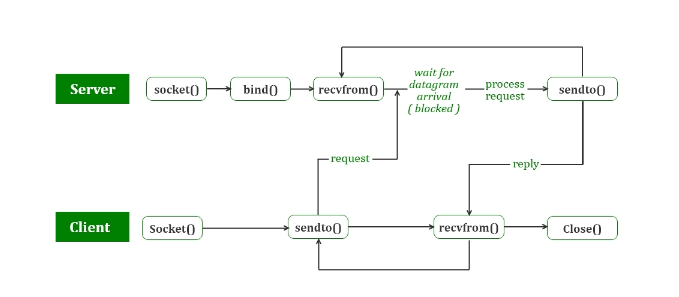 Server
socket()
bind()
recvfrom()
wait for
datagram
arrival
( blocked )
process
request
sendto()
request
reply
Client
Socket()
sendto()
recvfrom()
Close()